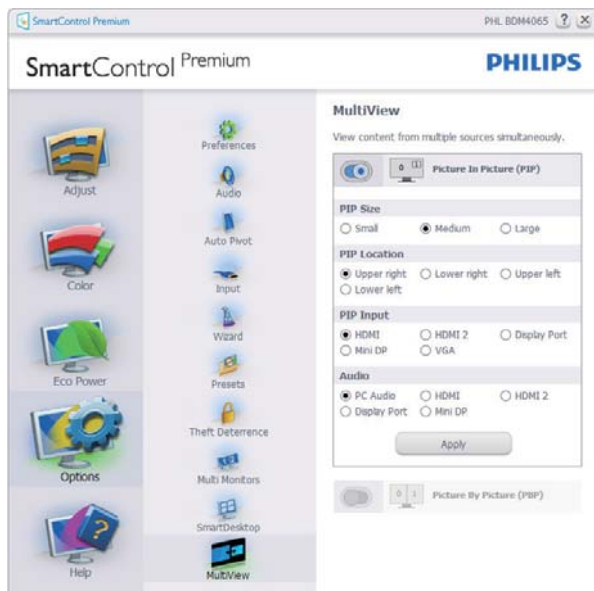 SmartControl Premium
PHL BDM4065 ? X
SmartControl Premium
PHILIPS
Adjust
Color
Eco Power
Options
Help
Preferences
Audio
Auto Pivot
Input
Wizard
Presets
Theft Deterrence
Multi Monitors
SmartDesktop
MultiView
MultiView
View content from multiple sources simultaneously.
0 1 Picture In Picture (PIP)
PIP Size
Small Medium Large
PIP Location
Upper right Lower right Upper left
Lower left
PIP Input
HDMI HDMI 2 Display Port
Mini DP VGA
Audio
PC Audio HDMI HDMI 2
Display Port Mini DP
Apply
0 1 Picture By Picture (PBP)